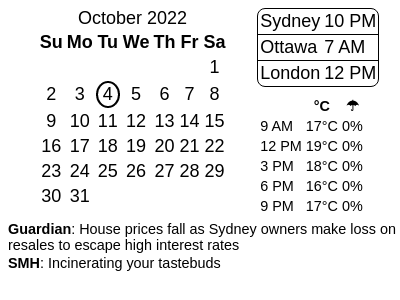 October 2022
Su Mo Tu We Th Fr Sa
1
2 3 4 5 6 7 8
9 10 11 12 13 14 15
16 17 18 19 20 21 22
23 24 25 26 27 28 29
30 31
Sydney 10 PM
Ottawa 7 AM
London 12 PM
°C ☂
9 AM 17°C 0%
12 PM 19°C 0%
3 PM 18°C 0%
6 PM 16°C 0%
9 PM 17°C 0%
Guardian: House prices fall as Sydney owners make loss on
resales to escape high interest rates
SMH: Incinerating your tastebuds